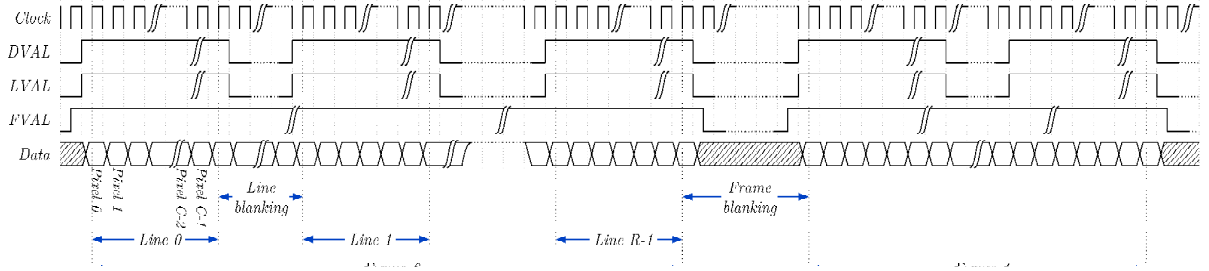 Clock
DVAL
LVAL
FVAL
Data
Pixel 0
Pixel 1
Pixel C-2
Pixel C-1
Line
blanking
Frame
blanking
Line 0
Line 1
Line R-1